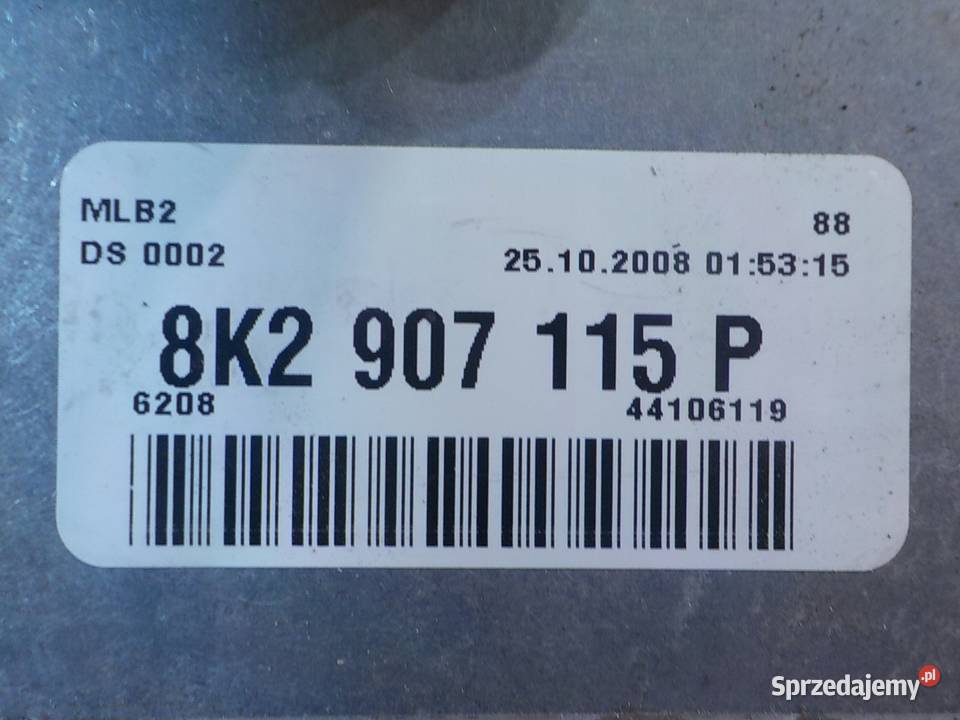 MLB2
88
DS 0002
25.10.2008 01:53:15
8K2 907 115 P
6208
44106119
Sprzedajemy.pl